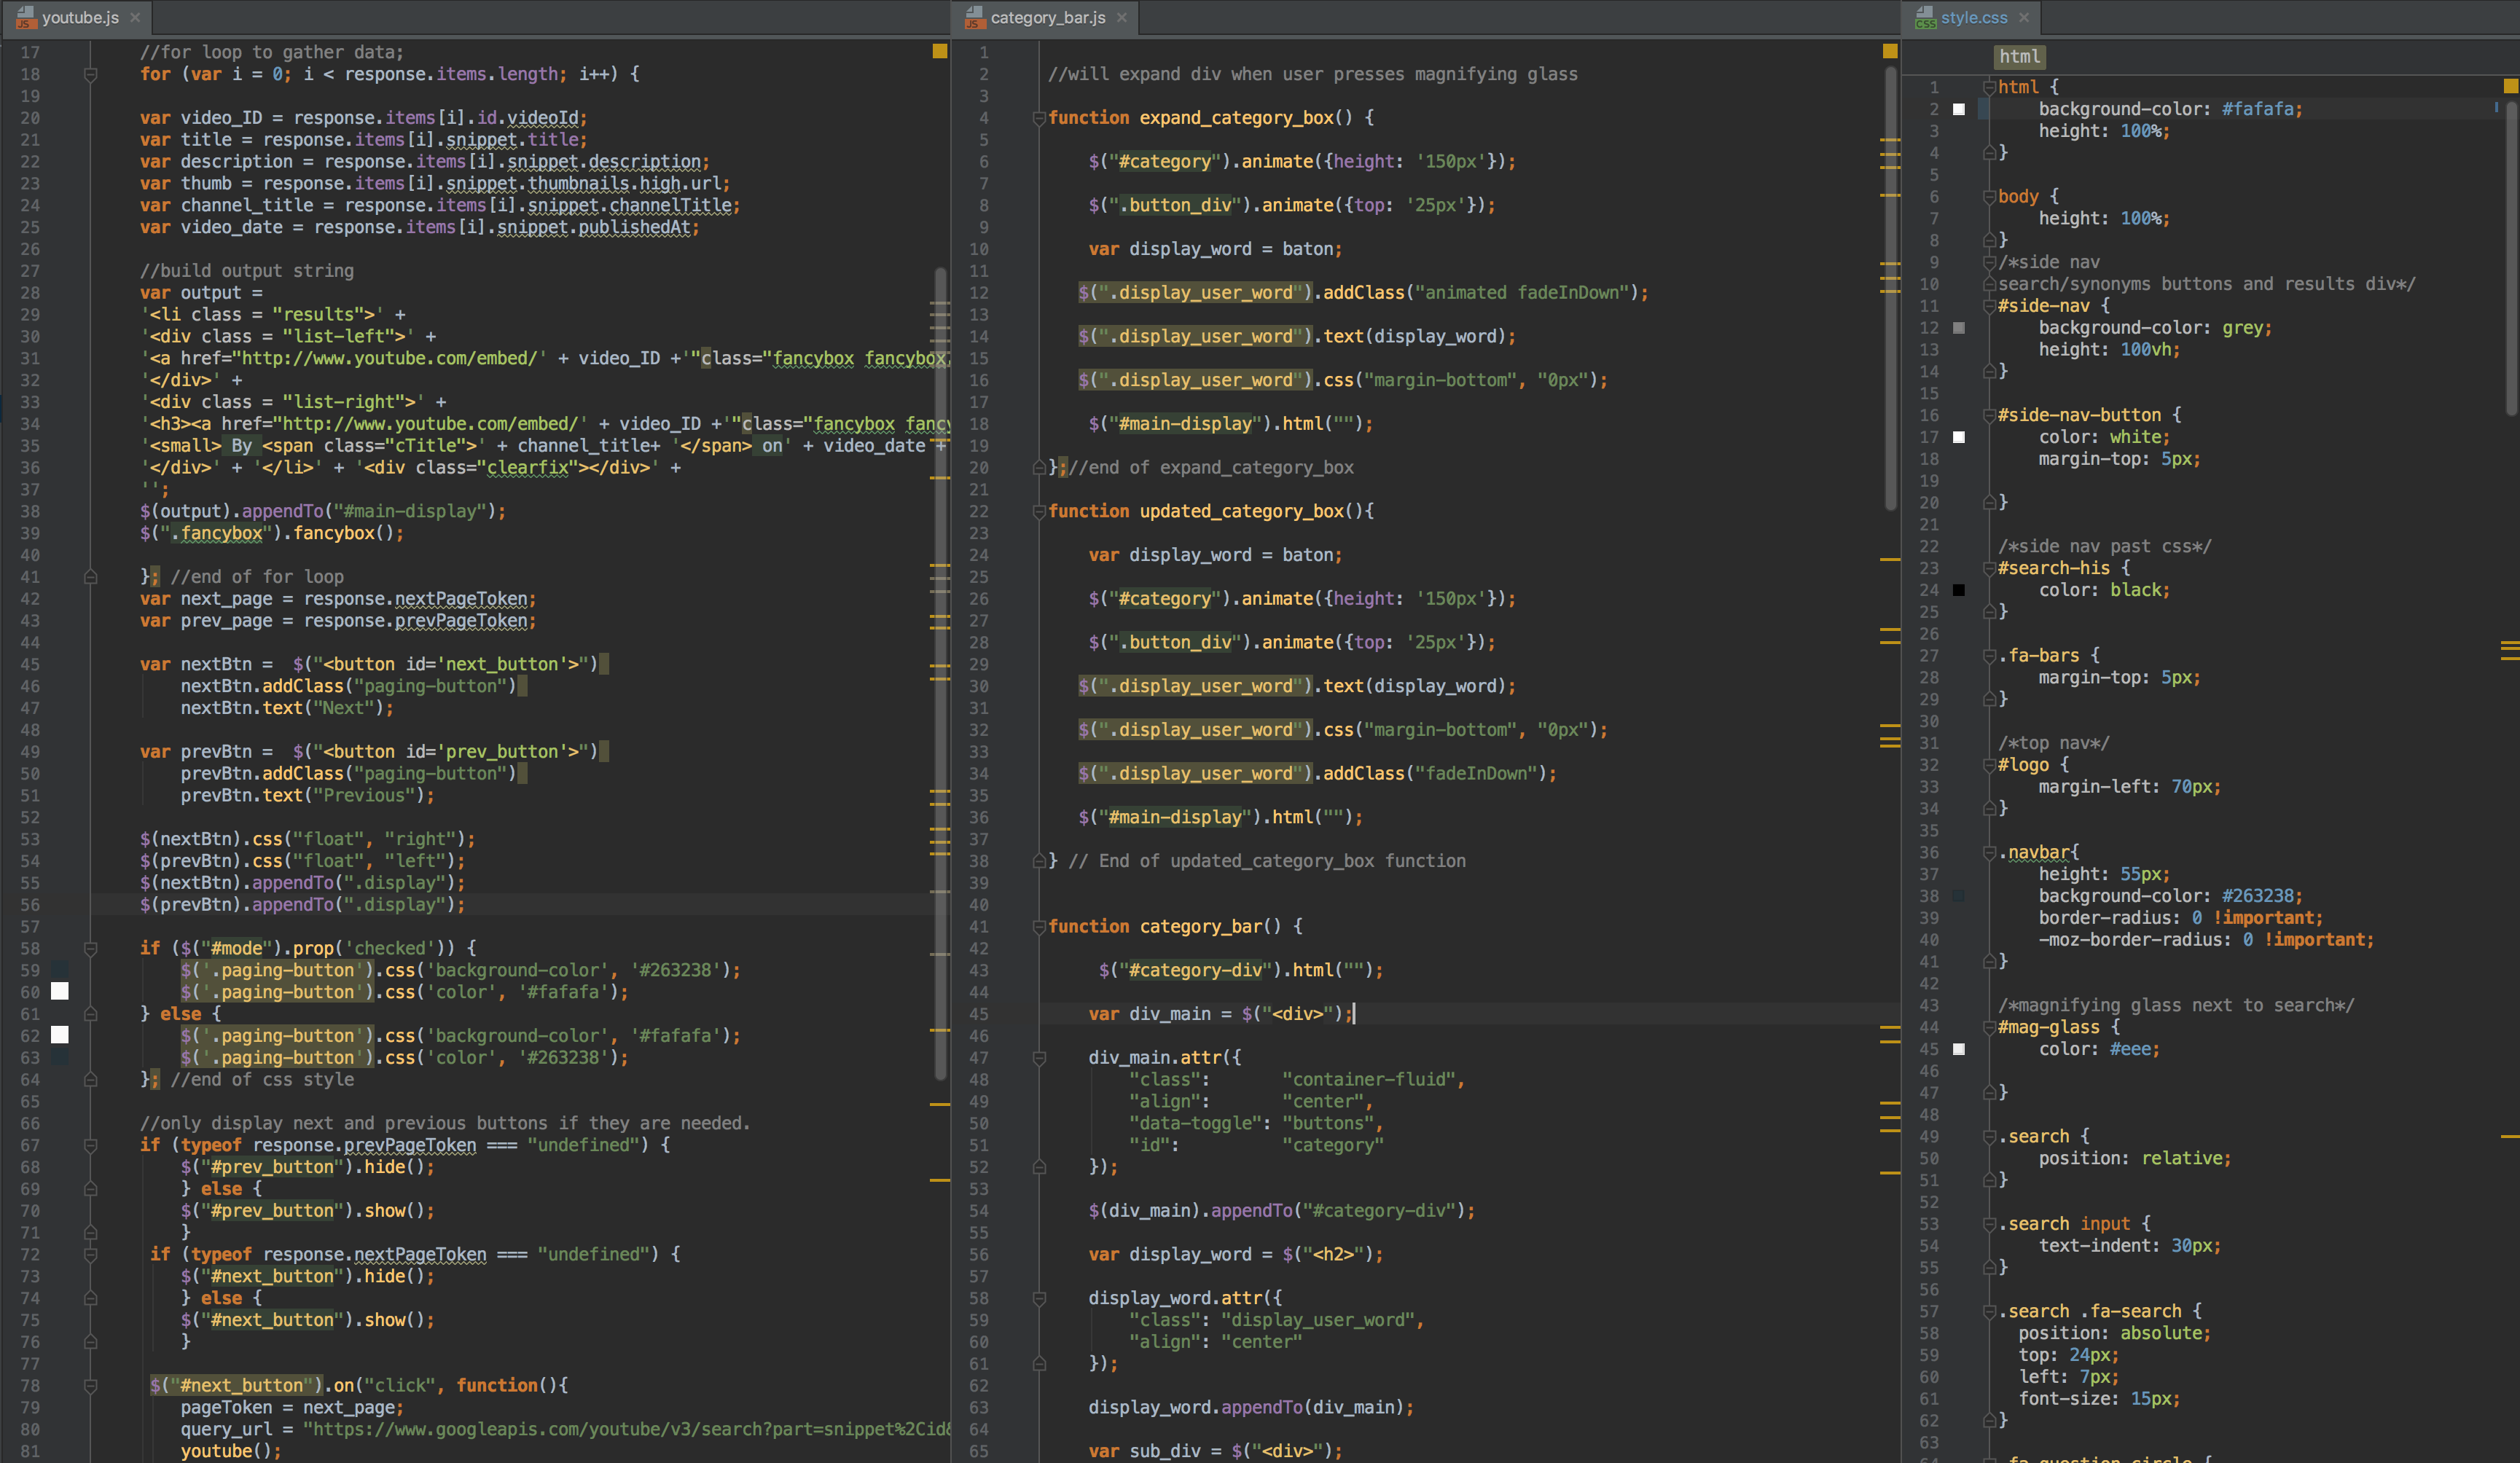 youtube.js
17 //for loop to gather data;
18 for (var i = 0; i < response.items.length; i++) {
19
20 var video_ID = response.items[i].id.videoId;
21 var title = response.items[i].snippet.title;
22 var description = response.items[i].snippet.description;
23 var thumb = response.items[i].snippet.thumbnails.high.url;
24 var channel_title = response.items[i].snippet.channelTitle;
25 var video_date = response.items[i].snippet.publishedAt;
26
27 //build output string
28 var output =
29 '<li class = "results">' +
30 '<div class = "list-left">' +
31 '<a href="http://www.youtube.com/embed/' + video_ID +'"class="fancybox fancybox
32 '</div>' +
33 '<div class = "list-right">' +
34 '<h3><a href="http://www.youtube.com/embed/' + video_ID +'"class="fancybox fancy
35 '<small> By <span class="cTitle">' + channel_title+ '</span> on' + video_date +
36 '</div>' + '</li>' + '<div class="clearfix"></div>' +
37 '';
38 $(output).appendTo("#main-display");
39 $(".fancybox").fancybox();
40
41 }; //end of for loop
42 var next_page = response.nextPageToken;
43 var prev_page = response.prevPageToken;
44
45 var nextBtn =  $("<button id='next_button'>")
46 nextBtn.addClass("paging-button")
47 nextBtn.text("Next");
48
49 var prevBtn =  $("<button id='prev_button'>")
50 prevBtn.addClass("paging-button")
51 prevBtn.text("Previous");
52
53 $(nextBtn).css("float", "right");
54 $(prevBtn).css("float", "left");
55 $(nextBtn).appendTo(".display");
56 $(prevBtn).appendTo(".display");
57
58 if ($("#mode").prop('checked')) {
59 $('.paging-button').css('background-color', '#263238');
60 $('.paging-button').css('color', '#fafafa');
61 } else {
62 $('.paging-button').css('background-color', '#fafafa');
63 $('.paging-button').css('color', '#263238');
64 }; //end of css style
65
66 //only display next and previous buttons if they are needed.
67 if (typeof response.prevPageToken === "undefined") {
68 $("#prev_button").hide();
69 } else {
70 $("#prev_button").show();
71 }
72 if (typeof response.nextPageToken === "undefined") {
73 $("#next_button").hide();
74 } else {
75 $("#next_button").show();
76 }
77
78 $("#next_button").on("click", function(){
79 pageToken = next_page;
80 query_url = "https://www.googleapis.com/youtube/v3/search?part=snippet%2Cid&
81 youtube();
category_bar.js
1
2 //will expand div when user presses magnifying glass
3
4 function expand_category_box() {
5
6 $("#category").animate({height: '150px'});
7
8 $(".button_div").animate({top: '25px'});
9
10 var display_word = baton;
11
12 $(".display_user_word").addClass("animated fadeInDown");
13
14 $(".display_user_word").text(display_word);
15
16 $(".display_user_word").css("margin-bottom", "0px");
17
18 $("#main-display").html("");
19
20 };//end of expand_category_box
21
22 function updated_category_box(){
23
24 var display_word = baton;
25
26 $("#category").animate({height: '150px'});
27
28 $(".button_div").animate({top: '25px'});
29
30 $(".display_user_word").text(display_word);
31
32 $(".display_user_word").css("margin-bottom", "0px");
33
34 $(".display_user_word").addClass("fadeInDown");
35
36 $("#main-display").html("");
37
38 } // End of updated_category_box function
39
40
41 function category_bar() {
42
43 $("#category-div").html("");
44
45 var div_main = $("<div>");
46
47 div_main.attr({
48 "class":       "container-fluid",
49 "align":       "center",
50 "data-toggle": "buttons",
51 "id":          "category"
52 });
53
54 $(div_main).appendTo("#category-div");
55
56 var display_word = $("<h2>");
57
58 display_word.attr({
59 "class": "display_user_word",
60 "align": "center"
61 });
62
63 display_word.appendTo(div_main);
64
65 var sub_div = $("<div>");
style.css
html
1 html {
2 background-color: #fafafa;
3 height: 100%;
4 }
5
6 body {
7 height: 100%;
8 }
9 /*side nav
10 search/synonyms buttons and results div*/
11 #side-nav {
12 background-color: grey;
13 height: 100vh;
14 }
15
16 #side-nav-button {
17 color: white;
18 margin-top: 5px;
19
20 }
21
22 /*side nav past css*/
23 #search-his {
24 color: black;
25 }
26
27 .fa-bars {
28 margin-top: 5px;
29 }
30
31 /*top nav*/
32 #logo {
33 margin-left: 70px;
34 }
35
36 .navbar{
37 height: 55px;
38 background-color: #263238;
39 border-radius: 0 !important;
40 -moz-border-radius: 0 !important;
41 }
42
43 /*magnifying glass next to search*/
44 #mag-glass {
45 color: #eee;
46
47 }
48
49 .search {
50 position: relative;
51 }
52
53 .search input {
54 text-indent: 30px;
55 }
56
57 .search .fa-search {
58 position: absolute;
59 top: 24px;
60 left: 7px;
61 font-size: 15px;
62 }
63
64 .fa-question-circle {